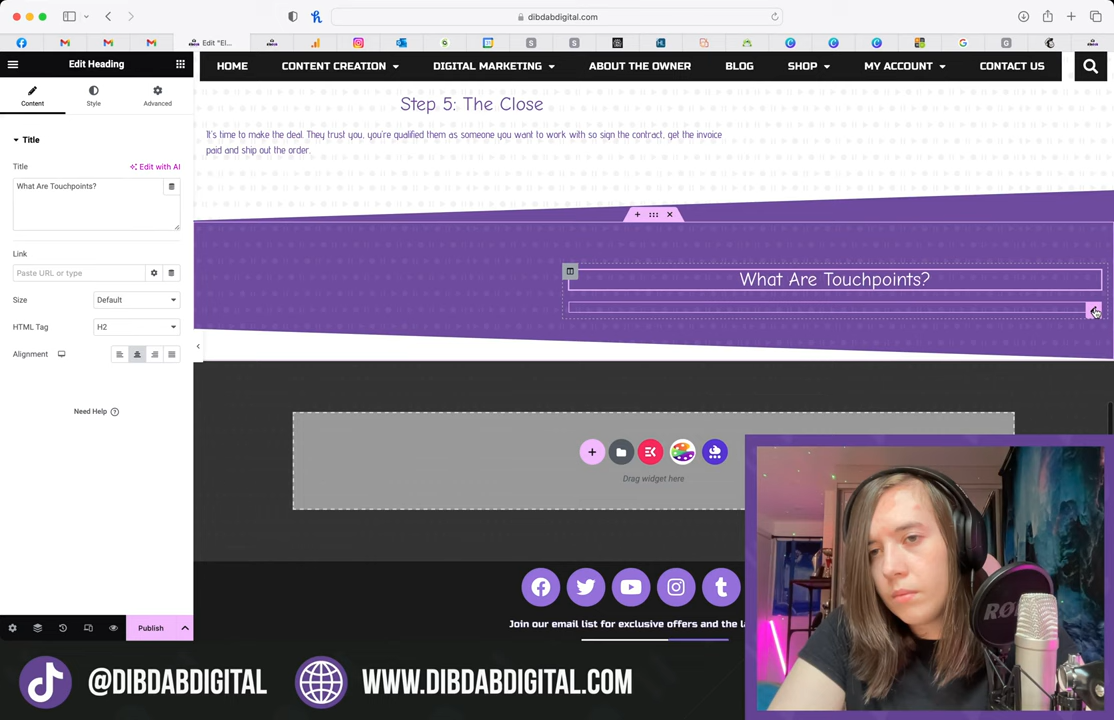 dibdabdigital.com
Edit "El...
Edit Heading
HOME
CONTENT CREATION
DIGITAL MARKETING
ABOUT THE OWNER
BLOG
SHOP
MY ACCOUNT
CONTACT US
Content
Style
Advanced
Step 5: The Close
It's time to make the deal. They trust you, you're qualified them as someone you want to work with so sign the contract, get the invoice
paid and ship out the order.
Title
Title
Edit with AI
What Are Touchpoints?
Link
Paste URL or type
Size
Default
HTML Tag
H2
Alignment
Need Help
What Are Touchpoints?
Drag widget here
Publish
Join our email list for exclusive offers and the la
@DIBDABDIGITAL
WWW.DIBDABDIGITAL.COM
RØ